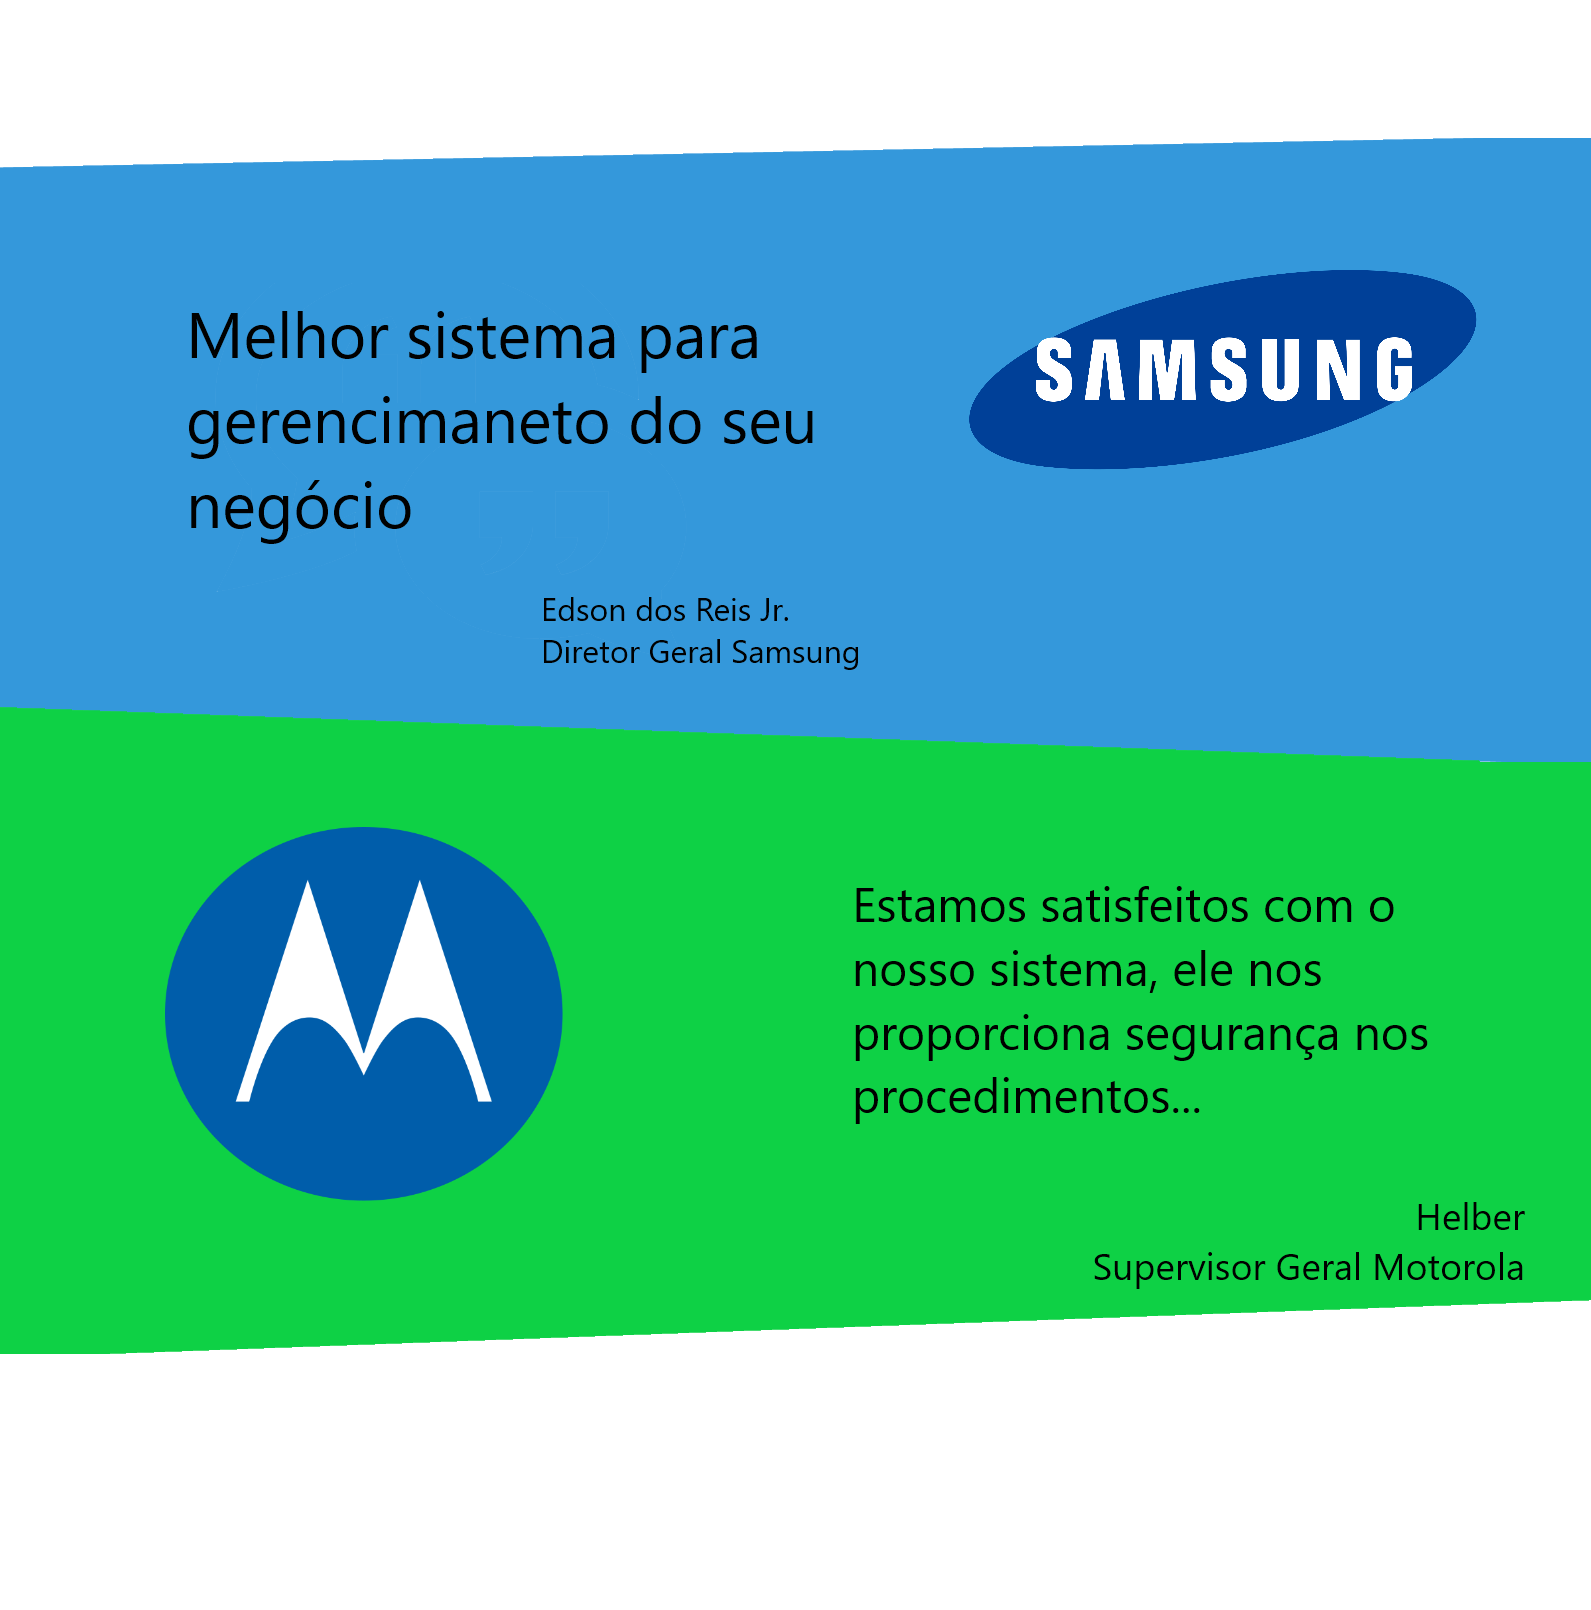 Melhor sistema para
gerencimaneto do seu
negócio
SAMSUNG
Edson dos Reis Jr.
Diretor Geral Samsung
Estamos satisfeitos com o
nosso sistema, ele nos
proporciona segurança nos
procedimentos...
Helber
Supervisor Geral Motorola